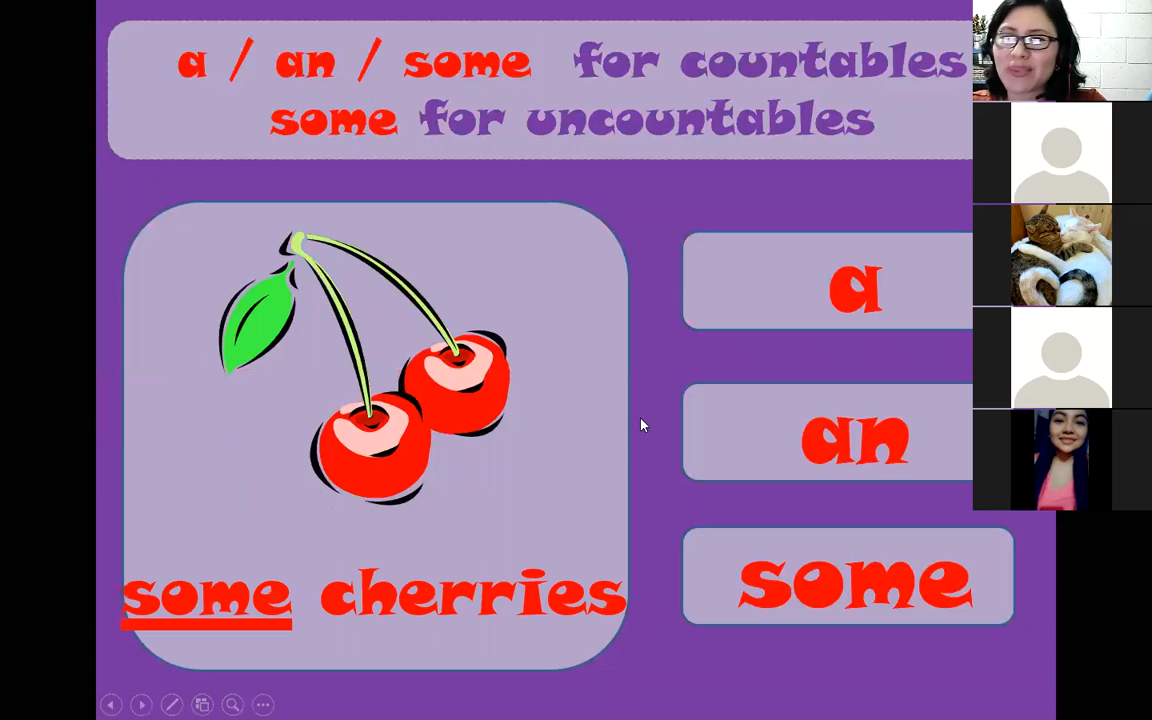 a / an / some for countables
some for uncountables
a
an
some cherries
some